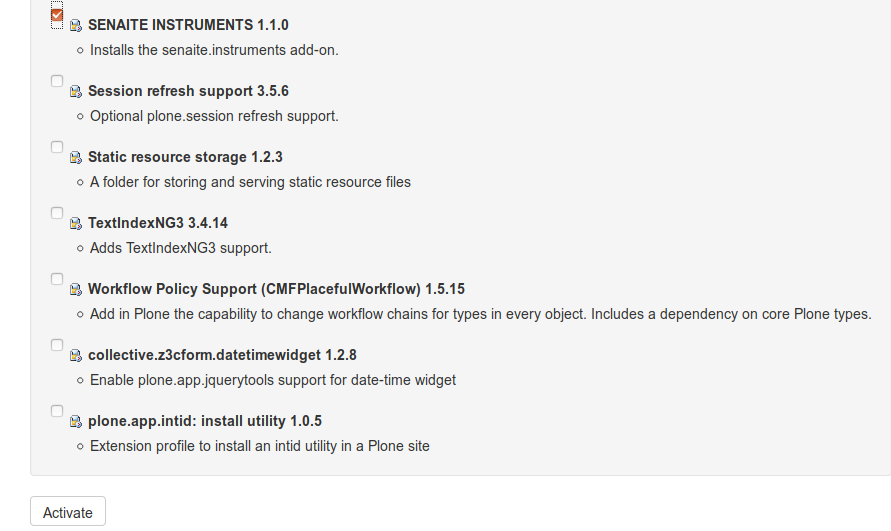 SENAITE INSTRUMENTS 1.1.0
Installs the senaite.instruments add-on.
Session refresh support 3.5.6
Optional plone.session refresh support.
Static resource storage 1.2.3
A folder for storing and serving static resource files
TextIndexNG3 3.4.14
Adds TextIndexNG3 support.
Workflow Policy Support (CMFPlacefulWorkflow) 1.5.15
Add in Plone the capability to change workflow chains for types in every object. Includes a dependency on core Plone types.
collective.z3cform.datetimewidget 1.2.8
Enable plone.app.jquerytools support for date-time widget
plone.app.intid: install utility 1.0.5
Extension profile to install an intid utility in a Plone site
Activate